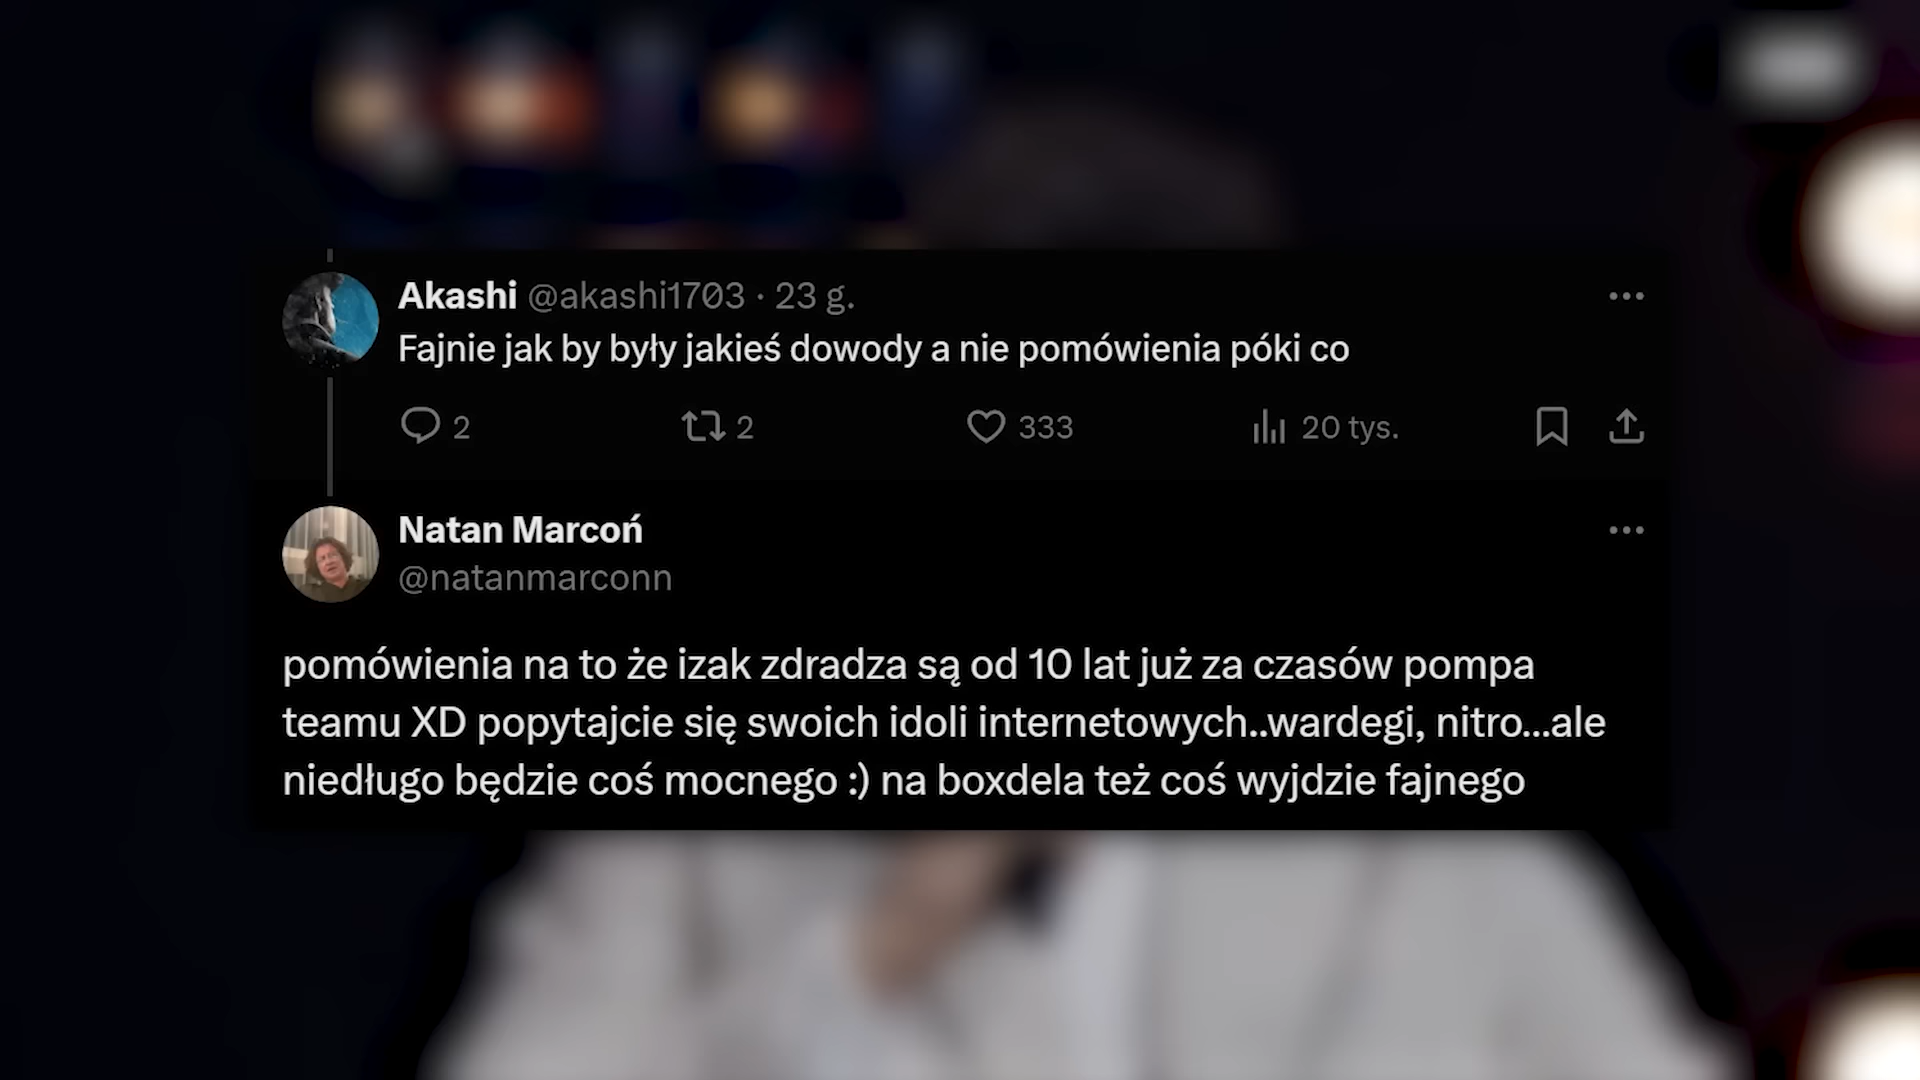 Akashi @akashi1703 · 23 g.
Fajnie jak by były jakieś dowody a nie pomówienia póki co
2 2 333 20 tys.
Natan Marcoń
@natanmarconn
pomówienia na to że izak zdradza są od 10 lat już za czasów pompa
teamu XD popytajcie się swoich idoli internetowych..wardegi, nitro...ale
niedługo będzie coś mocnego :) na boxdela też coś wyjdzie fajnego